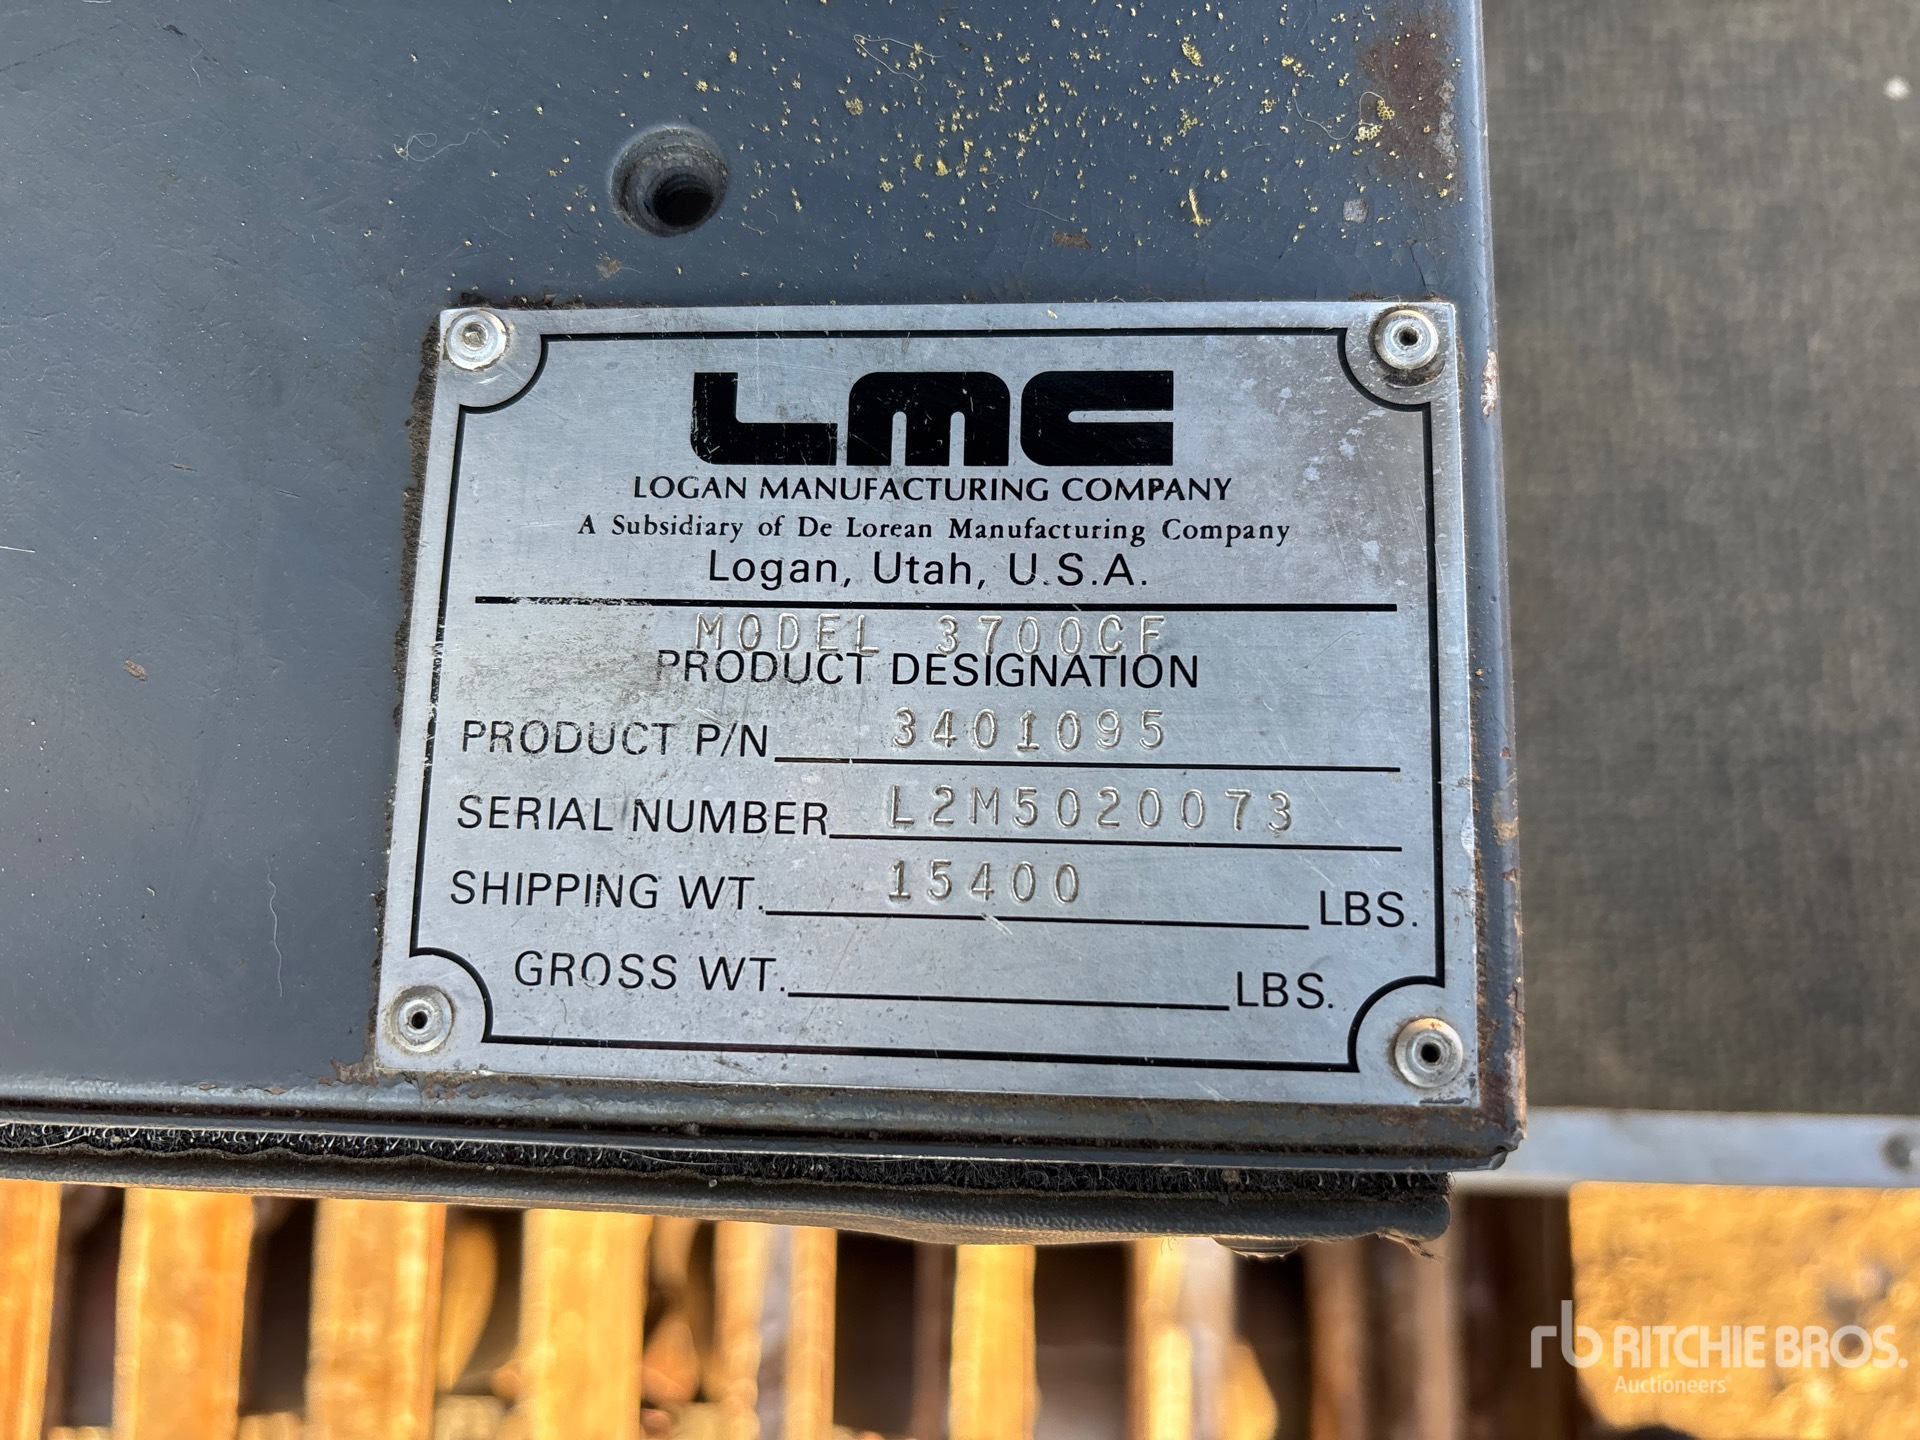 LMC
LOGAN MANUFACTURING COMPANY
A Subsidiary of De Lorean Manufacturing Company
Logan, Utah, U.S.A.
MODEL 3700CF
PRODUCT DESIGNATION
PRODUCT P/N 3401095
SERIAL NUMBER L2M5020073
SHIPPING WT. 15400 LBS.
GROSS WT. LBS.
rb RITCHIE BROS.
Auctioneers